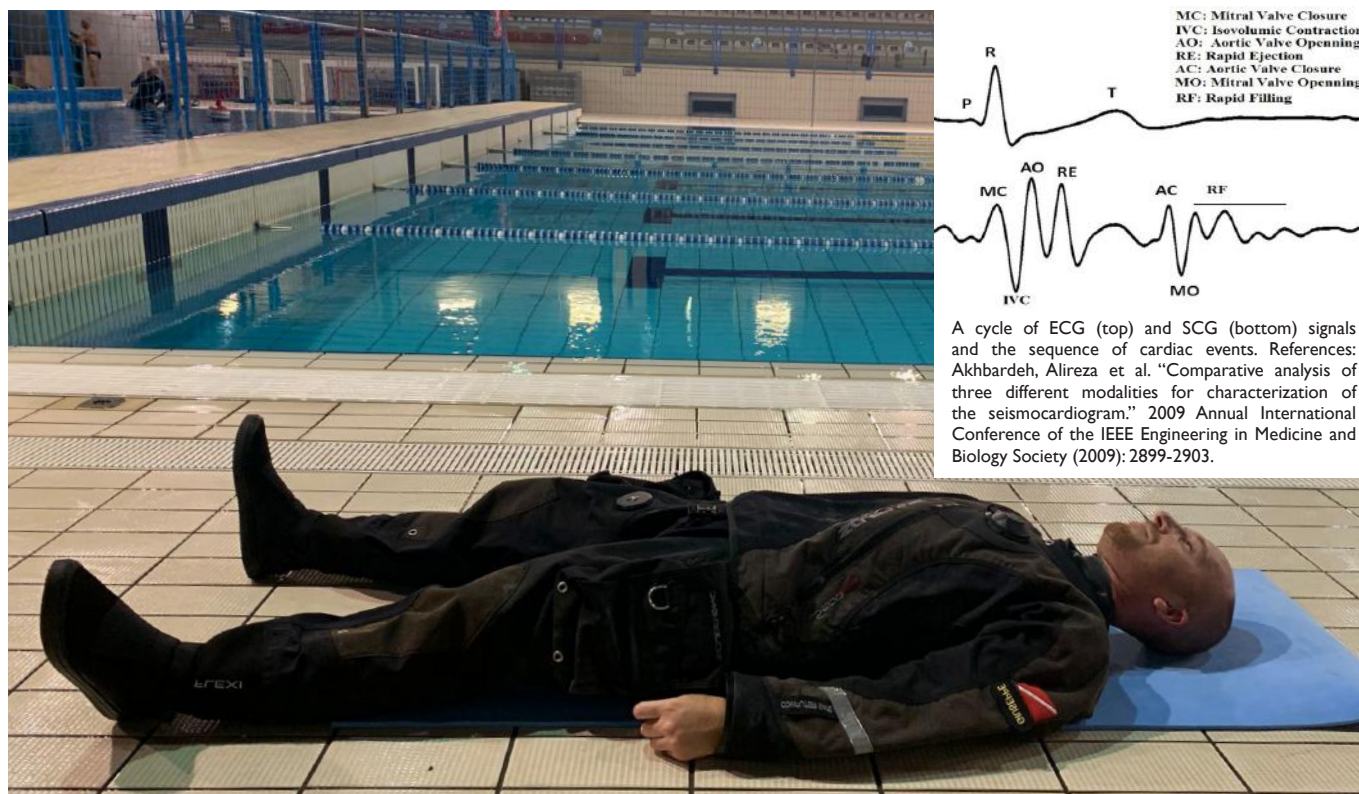 MC: Mitral Valve Closure
IVC: Isovolumic Contraction
AO: Aortic Valve Openning
RE: Rapid Ejection
AC: Aortic Valve Closure
MO: Mitral Valve Openning
RF: Rapid Filling
R
P
T
AO
RE
MC
AC
RF
IVC
MO
A cycle of ECG (top) and SCG (bottom) signals
and the sequence of cardiac events. References:
Akhbardeh, Alireza et al. “Comparative analysis of
three different modalities for characterization of
the seismocardiogram.” 2009 Annual International
Conference of the IEEE Engineering in Medicine and
Biology Society (2009): 2899-2903.
FLEXI